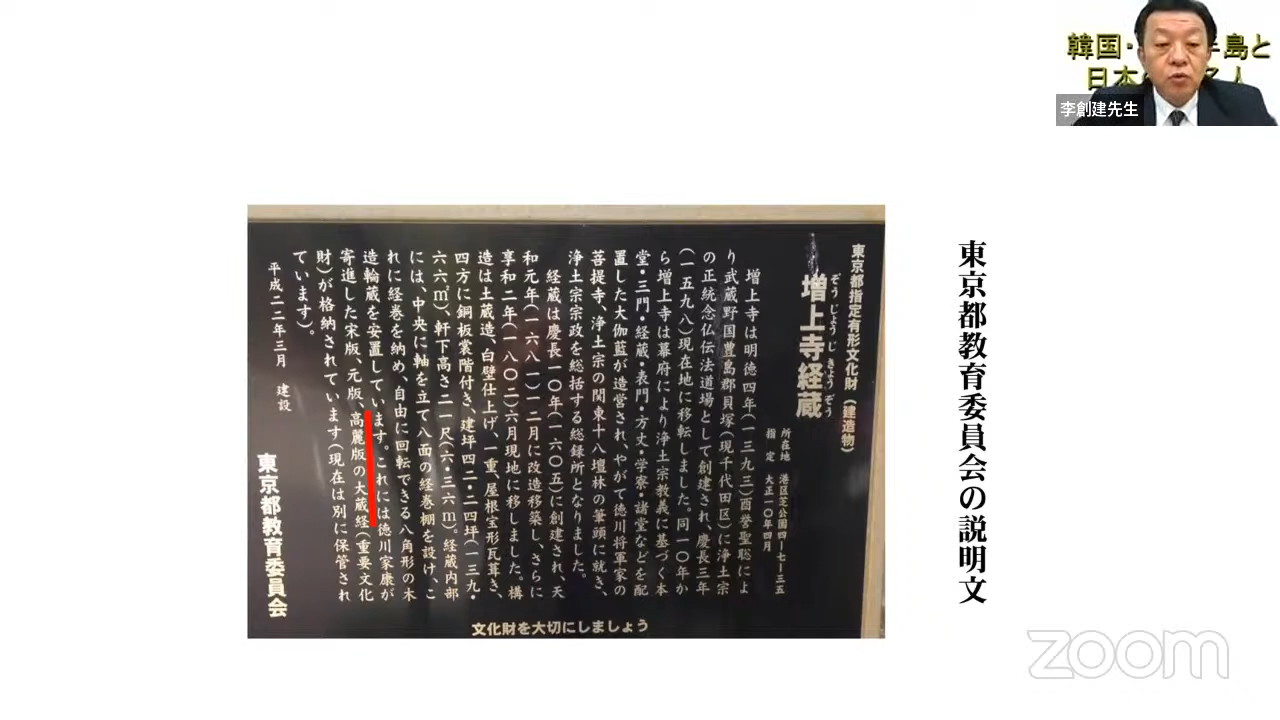 韓国・
半島と
日本
人
李創建先生
東京都教育委員会の説明文
東京都指定有形文化財（建造物）
ぞうじょうじきょうぞう
増上寺経蔵
所在地　港区芝公園四ー七ー三五
指　定　大正一〇年四月
増上寺は明徳四年（一三九三）酉誉聖聡によ
り武蔵野国豊島郡貝塚（現千代田区）に浄土宗
の正統念仏伝法道場として創建され、慶長三年
（一五九八）現在地に移転しました。同一〇年か
ら増上寺は幕府により浄土宗教義に基づく本
堂・三門・経蔵・表門・方丈・学寮・諸堂などを配
置した大伽藍が造営され、やがて徳川将軍家の
菩提寺、浄土宗の関東十八壇林の筆頭に就き、
浄土宗宗政を総括する総録所となりました。
経蔵は慶長一〇年（一六〇五）に創建され、天
和元年（一六八一）一二月に改造移築し、さらに
享和二年（一八〇二）六月現地に移しました。構
造は土蔵造、白壁仕上げ、一重、屋根宝形瓦葺き、
四方に銅板裳階付き、建坪四二・二四坪（一三九・
六六㎡）、軒下高さ二一尺（六・三六m）。経蔵内部
には、中央に軸を立て八面の経巻棚を設け、こ
れに経巻を納め、自由に回転できる八角形の木
造輪蔵を安置しています。これには徳川家康が
寄進した宋版、元版、高麗版の大蔵経（重要文化
財）が格納されています（現在は別に保管され
ています）。
平成二二年三月　建設
東京都教育委員会
文化財を大切にしましょう
zoom